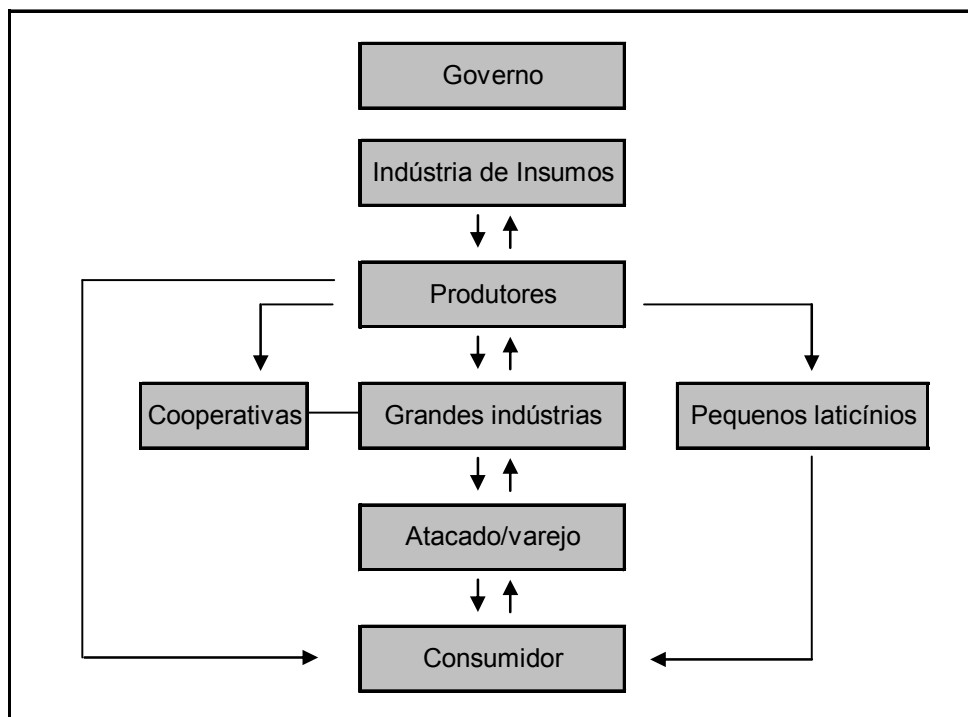 Governo
Indústria de Insumos
Produtores
Cooperativas
Grandes indústrias
Pequenos laticínios
Atacado/varejo
Consumidor